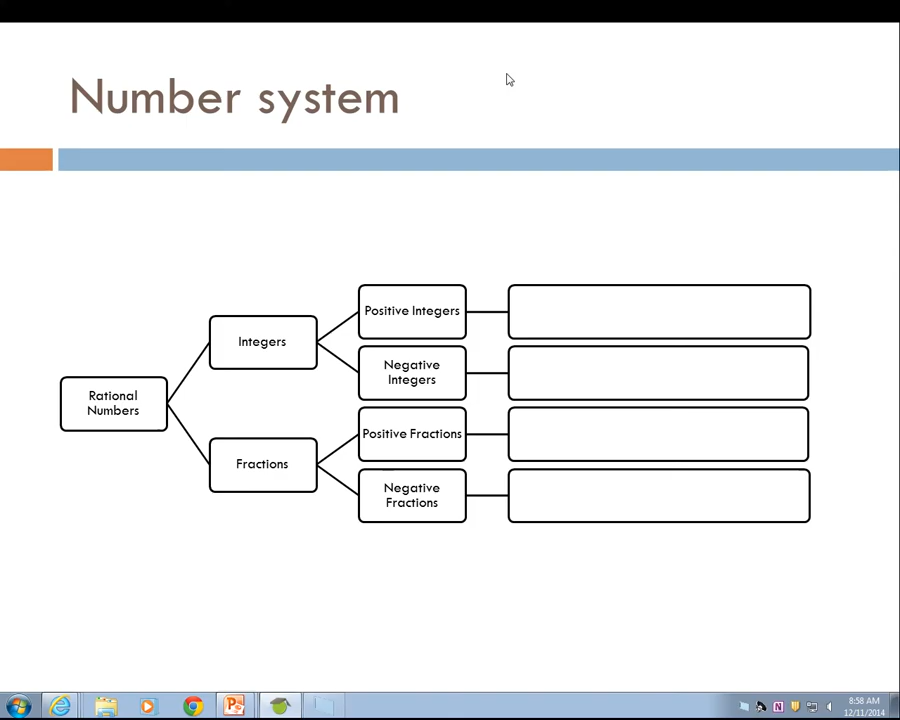 Number system
Positive Integers
Integers
Negative
Integers
Rational
Numbers
Positive Fractions
Fractions
Negative
Fractions
8:58 AM
12/11/2014